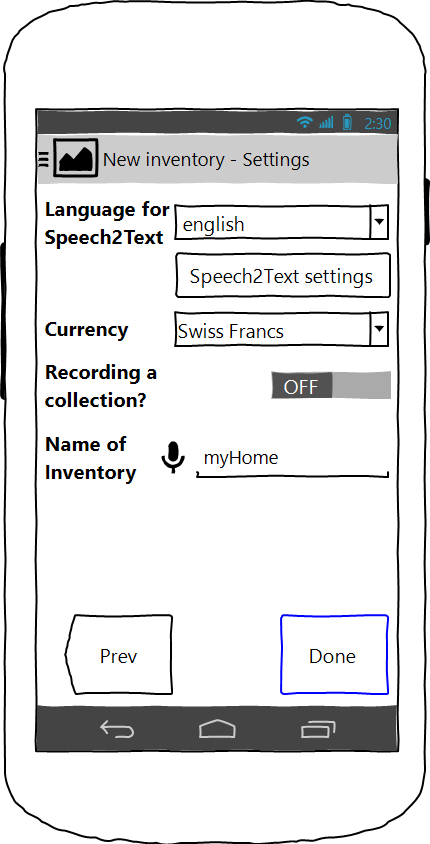 2:30
New inventory - Settings
Language for
Speech2Text
english
Speech2Text settings
Currency
Swiss Francs
Recording a
collection?
OFF
Name of
Inventory
myHome
Prev
Done